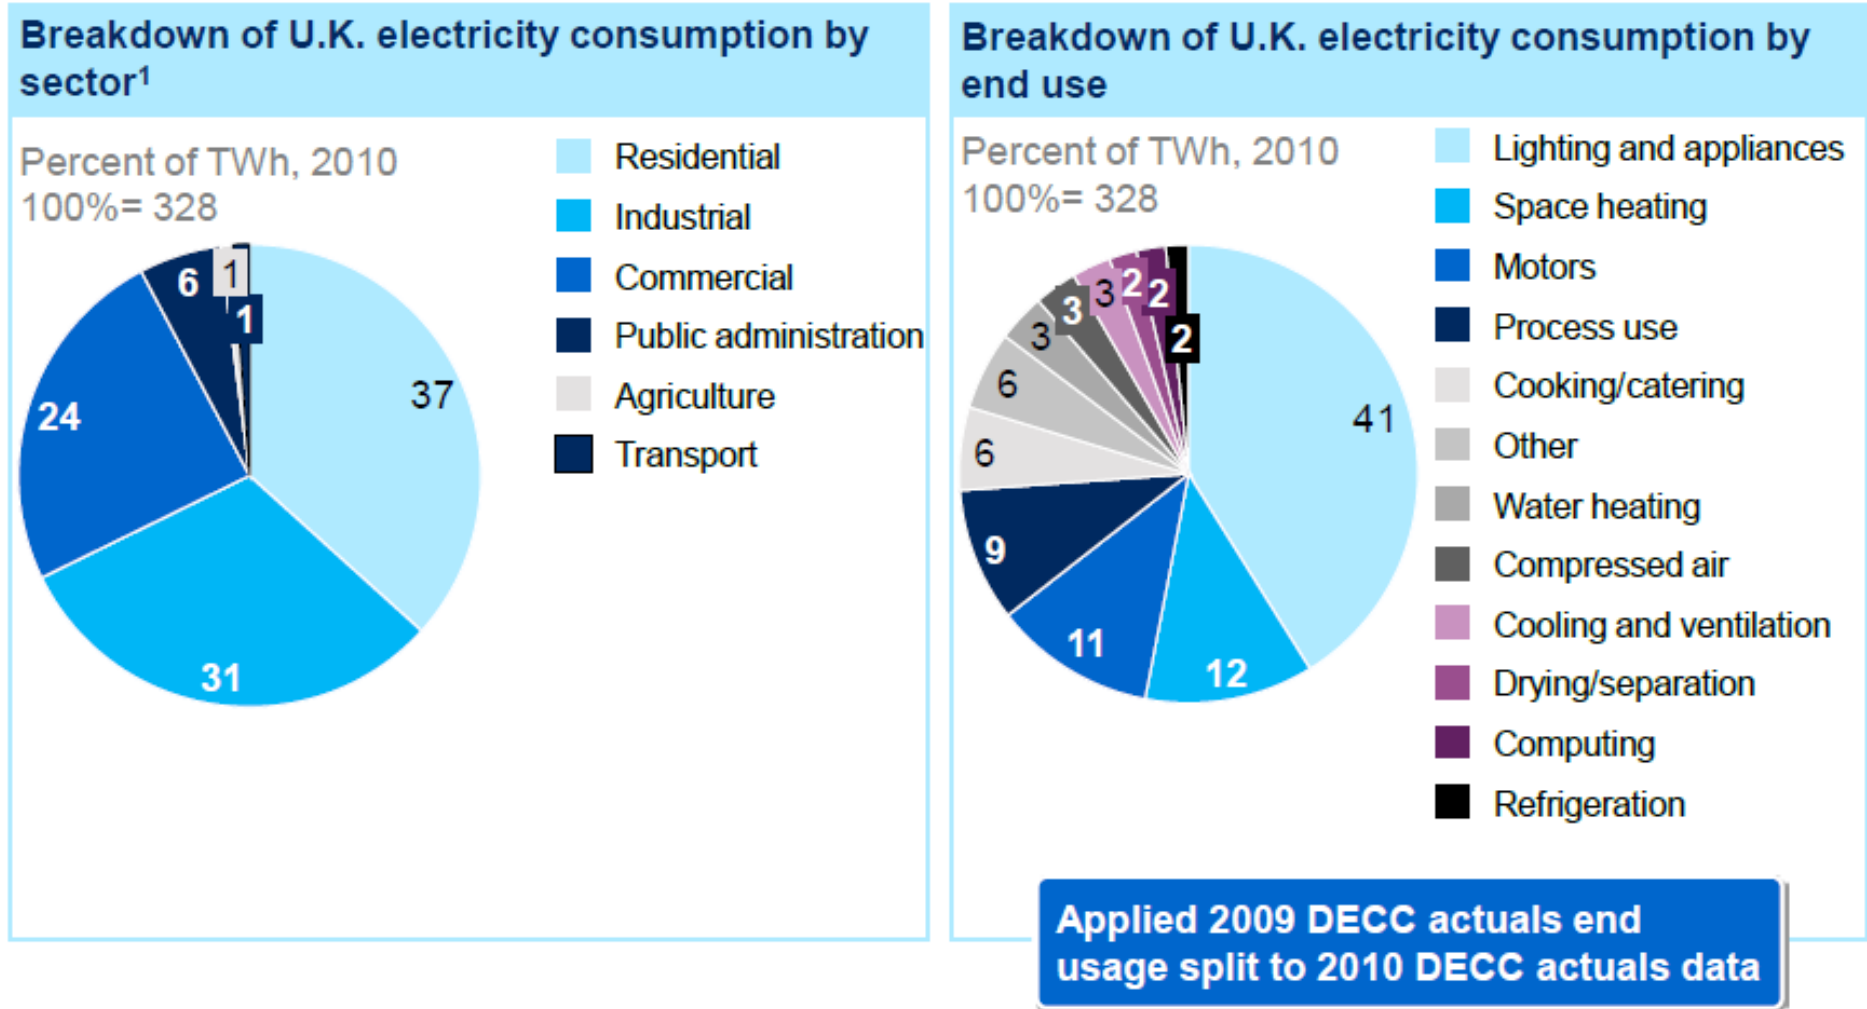 Breakdown of U.K. electricity consumption by
sector¹
Percent of TWh, 2010
100%= 328
Residential
Industrial
Commercial
Public administration
Agriculture
Transport
6
1
1
37
24
31
Breakdown of U.K. electricity consumption by
end use
Percent of TWh, 2010
100%= 328
Lighting and appliances
Space heating
Motors
Process use
Cooking/catering
Other
Water heating
Compressed air
Cooling and ventilation
Drying/separation
Computing
Refrigeration
3
2
2
3
3
2
6
41
6
9
11
12
Applied 2009 DECC actuals end
usage split to 2010 DECC actuals data